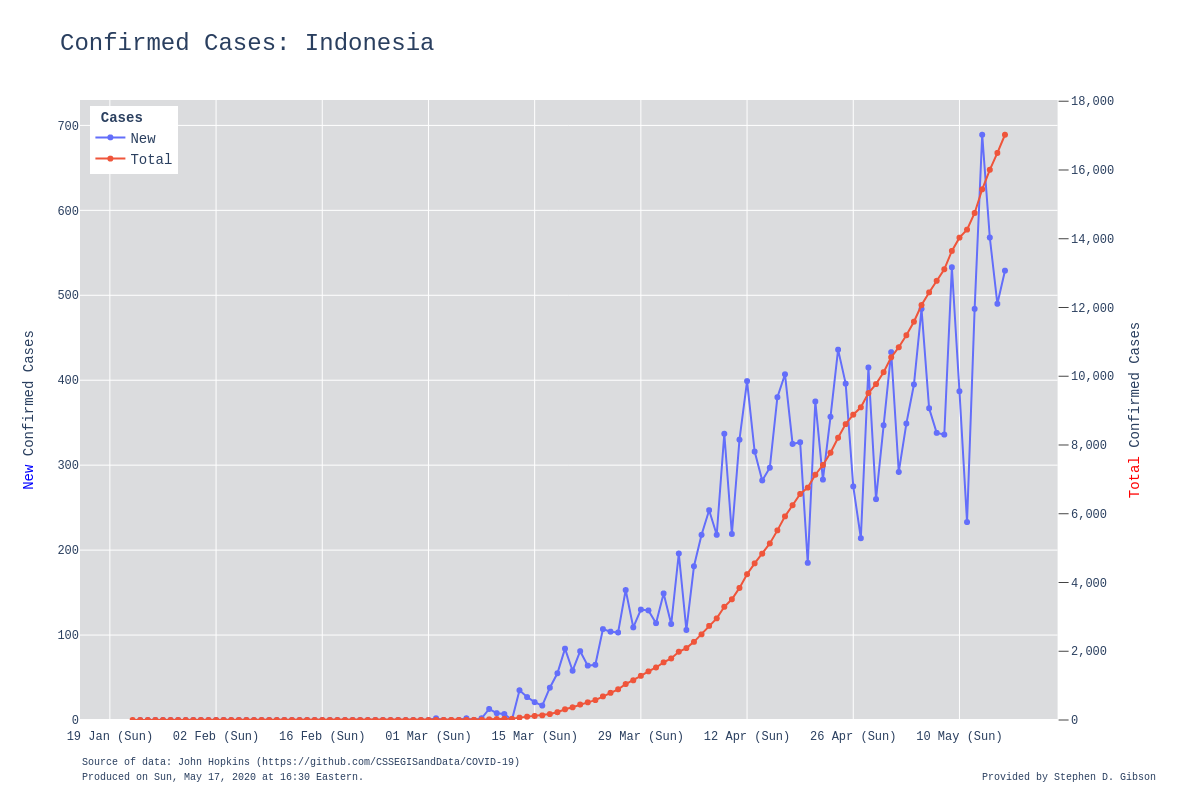 Confirmed Cases: Indonesia
Cases
New
Total
700
600
500
400
300
200
100
0
New Confirmed Cases
18,000
16,000
14,000
12,000
10,000
8,000
6,000
4,000
2,000
0
Total Confirmed Cases
19 Jan (Sun) 02 Feb (Sun) 16 Feb (Sun) 01 Mar (Sun) 15 Mar (Sun) 29 Mar (Sun) 12 Apr (Sun) 26 Apr (Sun) 10 May (Sun)
Source of data: John Hopkins (https://github.com/CSSEGISandData/COVID-19)
Produced on Sun, May 17, 2020 at 16:30 Eastern.
Provided by Stephen D. Gibson